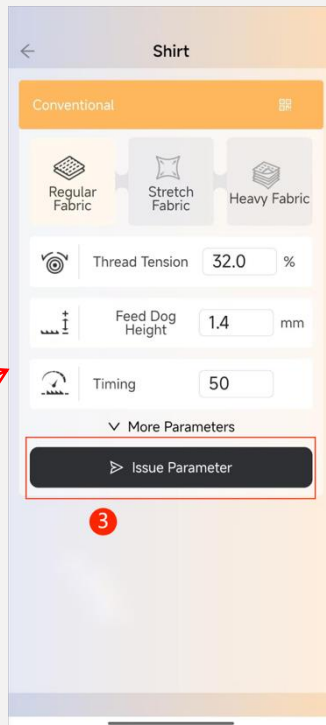 Shirt
Conventional
Regular
Fabric
Stretch
Fabric
Heavy Fabric
Thread Tension 32.0 %
Feed Dog
Height 1.4 mm
Timing 50
More Parameters
Issue Parameter
3